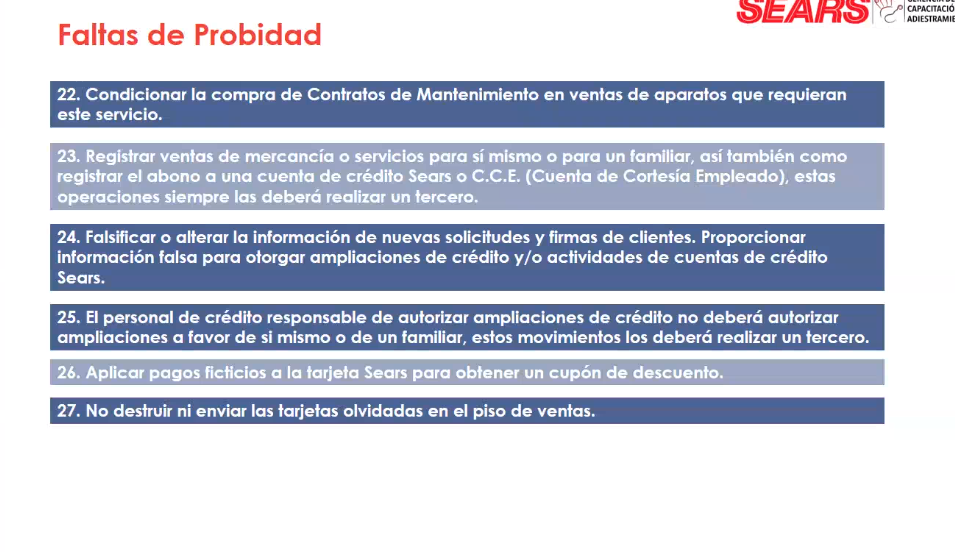 SEARS
CAPACITACIÓ
ADIESTRAMIE
Faltas de Probidad
22. Condicionar la compra de Contratos de Mantenimiento en ventas de aparatos que requieran
este servicio.
23. Registrar ventas de mercancía o servicios para sí mismo o para un familiar, así también como
registrar el abono a una cuenta de crédito Sears o C.C.E. (Cuenta de Cortesía Empleado), estas
operaciones siempre las deberá realizar un tercero.
24. Falsificar o alterar la información de nuevas solicitudes y firmas de clientes. Proporcionar
información falsa para otorgar ampliaciones de crédito y/o actividades de cuentas de crédito
Sears.
25. El personal de crédito responsable de autorizar ampliaciones de crédito no deberá autorizar
ampliaciones a favor de si mismo o de un familiar, estos movimientos los deberá realizar un tercero.
26. Aplicar pagos ficticios a la tarjeta Sears para obtener un cupón de descuento.
27. No destruir ni enviar las tarjetas olvidadas en el piso de ventas.